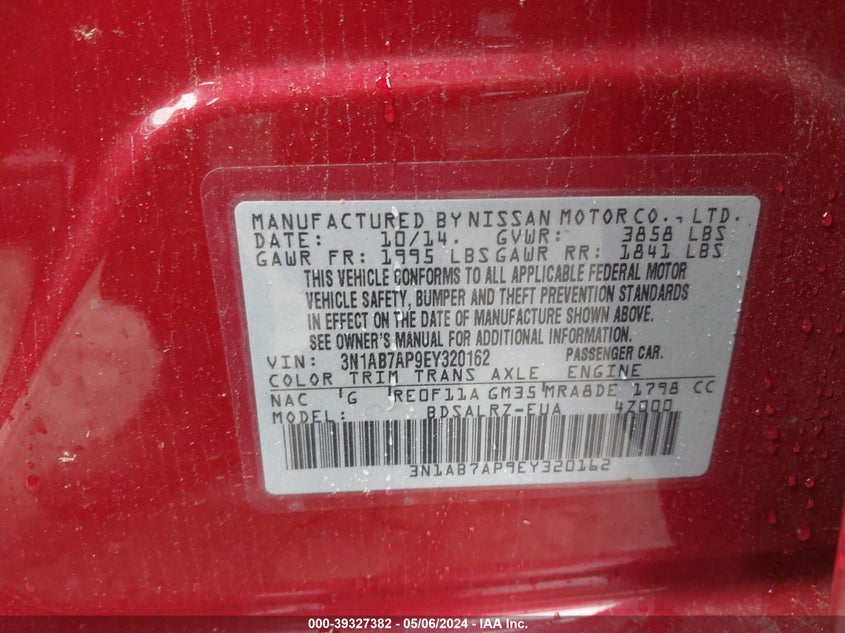 MANUFACTURED BY NISSAN MOTOR CO., LTD.
DATE: 10/14. GVWR: 3858 LBS
GAWR FR: 1995 LBS GAWR RR: 1841 LBS
THIS VEHICLE CONFORMS TO ALL APPLICABLE FEDERAL MOTOR
VEHICLE SAFETY, BUMPER AND THEFT PREVENTION STANDARDS
IN EFFECT ON THE DATE OF MANUFACTURE SHOWN ABOVE.
SEE OWNER'S MANUAL FOR ADDITIONAL INFORMATION.
VIN: 3N1AB7AP9EY320162 PASSENGER CAR.
COLOR TRIM TRANS AXLE ENGINE
NAC G RE0F11A GM35 MRA8DE 1798 CC
MODEL: BDSALRZ-EUA 4Z000
3N1AB7AP9EY320162
000-39327382 - 05/06/2024 - IAA Inc.